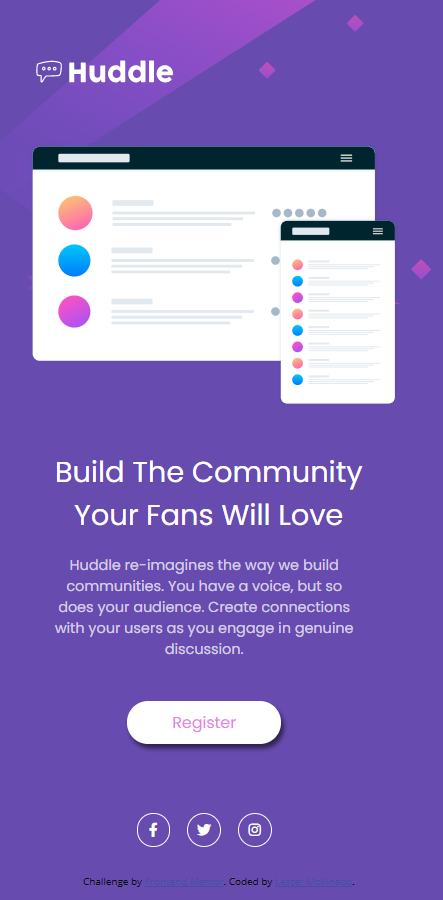 Huddle
Build The Community
Your Fans Will Love
Huddle re-imagines the way we build
communities. You have a voice, but so
does your audience. Create connections
with your users as you engage in genuine
discussion.
Register
Challenge by Frontend Mentor. Coded by